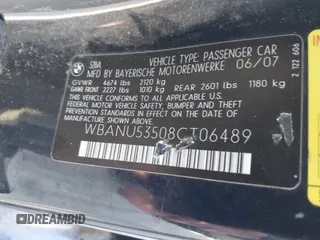 BMW
51BA VEHICLE TYPE: PASSENGER CAR
MFD BY BAYERISCHE MOTORENWERKE 06/07
GVWR 4674 lbs 2120 kg
GAWR FRONT 2227 lbs 1010 kg REAR 2601 lbs 1180 kg
THIS VEHICLE CONFORMS TO ALL APPLICABLE
FEDERAL MOTOR VEHICLE SAFETY, BUMPER,
AND THEFT PREVENTION STANDARDS IN EFFECT
ON THE DATE OF MANUFACTURE SHOWN ABOVE
WBANU53508CT06489
2 122 606
DREAMBID